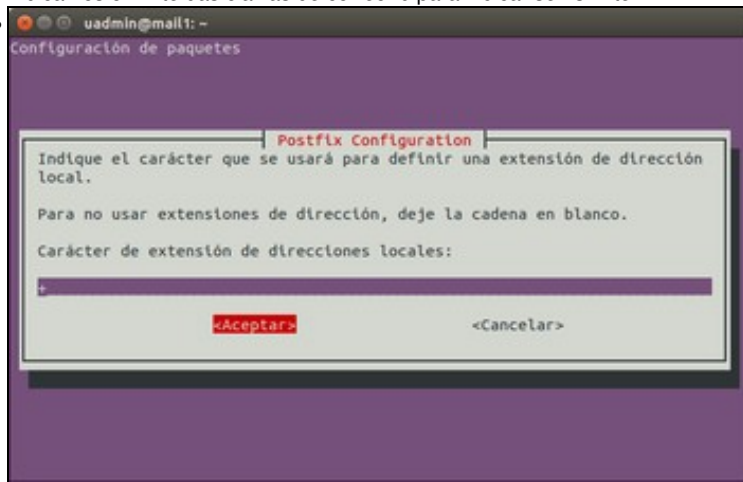 uadmin@mail1: ~
Configuración de paquetes
Postfix Configuration
Indique el carácter que se usará para definir una extensión de dirección
local.
Para no usar extensiones de dirección, deje la cadena en blanco.
Carácter de extensión de direcciones locales:
+
<Aceptar> <Cancelar>